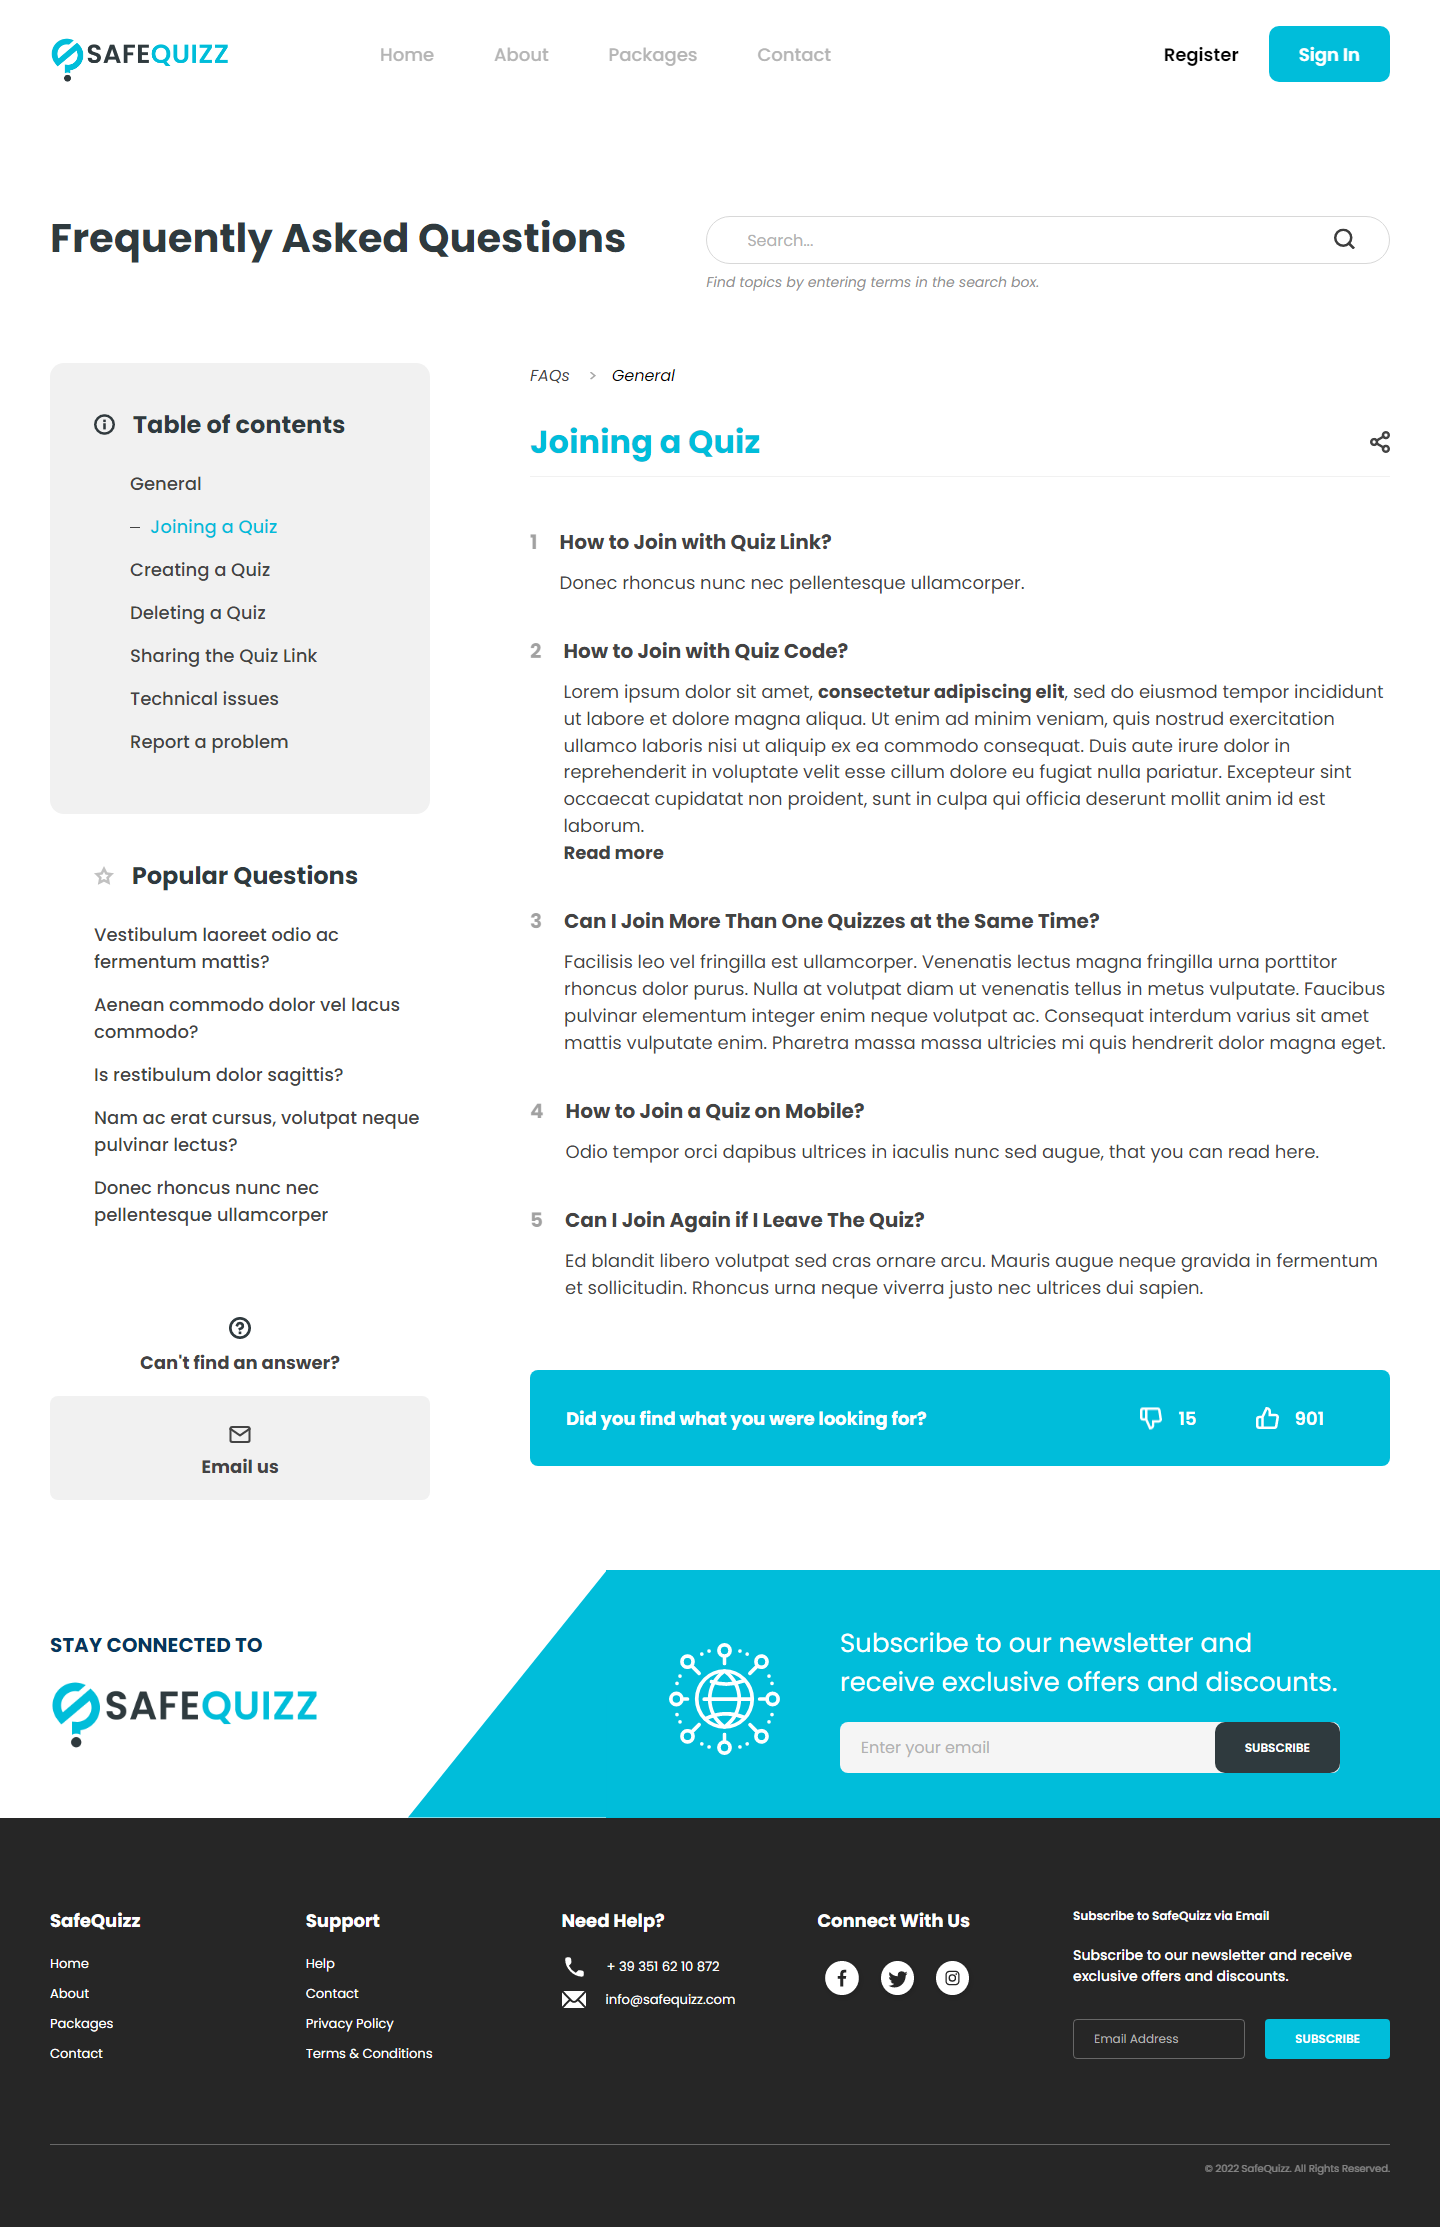 SAFEQUIZZ
Home
About
Packages
Contact
Register
Sign In
Frequently Asked Questions
Search...
Find topics by entering terms in the search box.
Table of contents
General
– Joining a Quiz
Creating a Quiz
Deleting a Quiz
Sharing the Quiz Link
Technical issues
Report a problem
Popular Questions
Vestibulum laoreet odio ac
fermentum mattis?
Aenean commodo dolor vel lacus
commodo?
Is restibulum dolor sagittis?
Nam ac erat cursus, volutpat neque
pulvinar lectus?
Donec rhoncus nunc nec
pellentesque ullamcorper
Can't find an answer?
Email us
FAQs > General
Joining a Quiz
1 How to Join with Quiz Link?
Donec rhoncus nunc nec pellentesque ullamcorper.
2 How to Join with Quiz Code?
Lorem ipsum dolor sit amet, consectetur adipiscing elit, sed do eiusmod tempor incididunt
ut labore et dolore magna aliqua. Ut enim ad minim veniam, quis nostrud exercitation
ullamco laboris nisi ut aliquip ex ea commodo consequat. Duis aute irure dolor in
reprehenderit in voluptate velit esse cillum dolore eu fugiat nulla pariatur. Excepteur sint
occaecat cupidatat non proident, sunt in culpa qui officia deserunt mollit anim id est
laborum.
Read more
3 Can I Join More Than One Quizzes at the Same Time?
Facilisis leo vel fringilla est ullamcorper. Venenatis lectus magna fringilla urna porttitor
rhoncus dolor purus. Nulla at volutpat diam ut venenatis tellus in metus vulputate. Faucibus
pulvinar elementum integer enim neque volutpat ac. Consequat interdum varius sit amet
mattis vulputate enim. Pharetra massa massa ultricies mi quis hendrerit dolor magna eget.
4 How to Join a Quiz on Mobile?
Odio tempor orci dapibus ultrices in iaculis nunc sed augue, that you can read here.
5 Can I Join Again if I Leave The Quiz?
Ed blandit libero volutpat sed cras ornare arcu. Mauris augue neque gravida in fermentum
et sollicitudin. Rhoncus urna neque viverra justo nec ultrices dui sapien.
Did you find what you were looking for?
15
901
STAY CONNECTED TO
SAFEQUIZZ
Subscribe to our newsletter and
receive exclusive offers and discounts.
Enter your email
SUBSCRIBE
SafeQuizz
Home
About
Packages
Contact
Support
Help
Contact
Privacy Policy
Terms & Conditions
Need Help?
+ 39 351 62 10 872
info@safequizz.com
Connect With Us
Subscribe to SafeQuizz via Email
Subscribe to our newsletter and receive
exclusive offers and discounts.
Email Address
SUBSCRIBE
© 2022 SafeQuizz. All Rights Reserved.